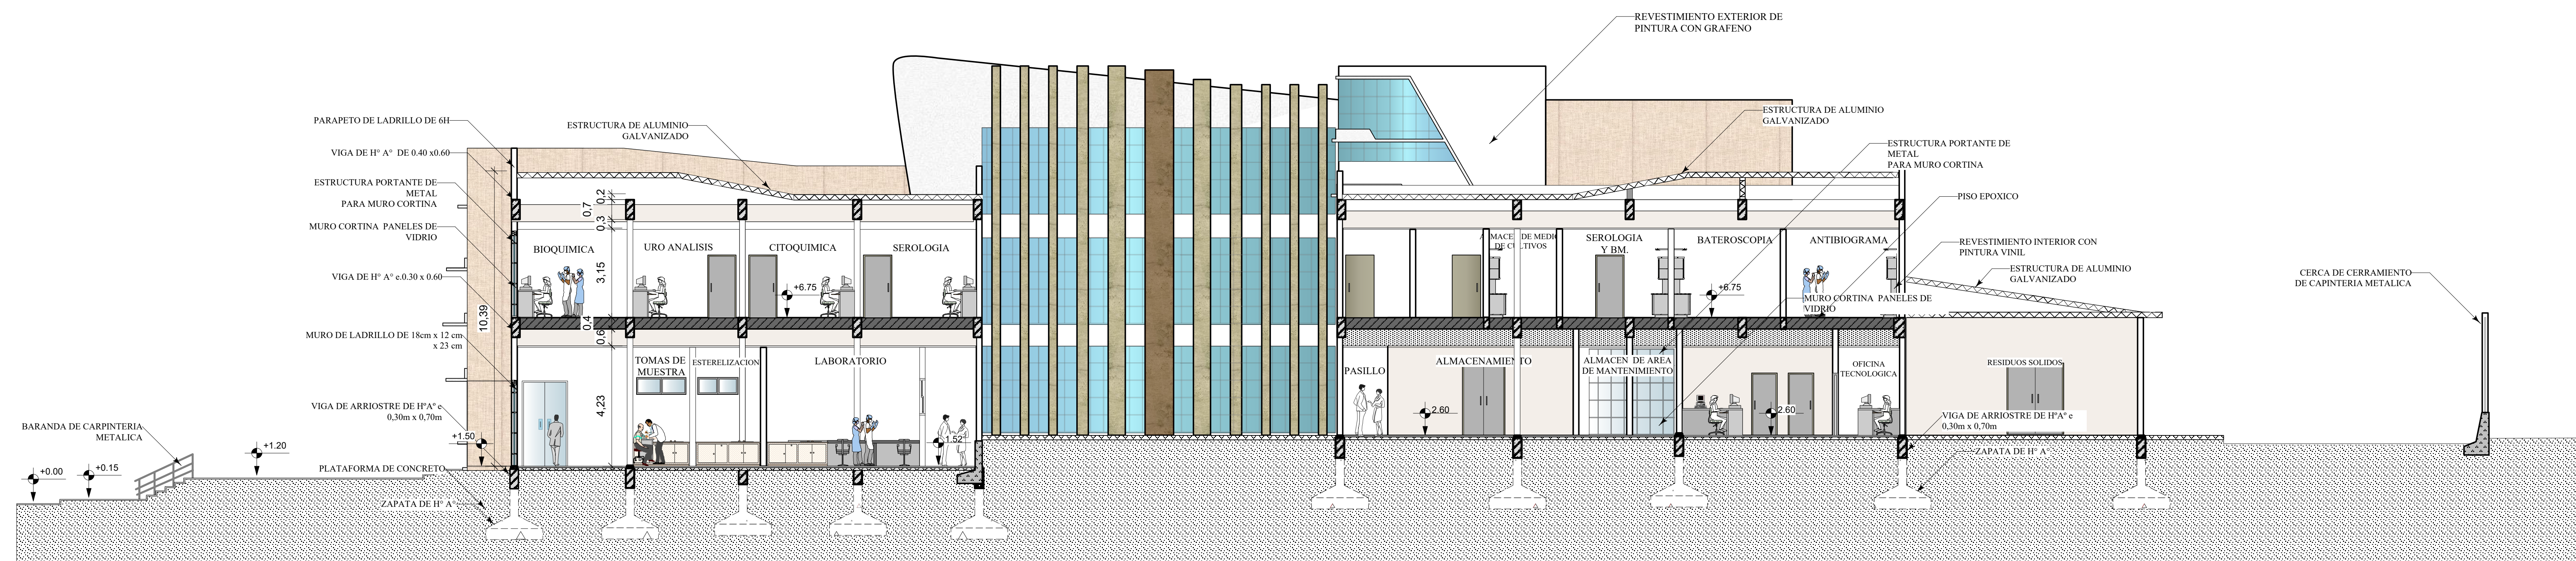 REVESTIMIENTO EXTERIOR DE
PINTURA CON GRAFENO
PARAPETO DE LADRILLO DE 6H
VIGA DE H° A° DE 0.40 x0.60
ESTRUCTURA PORTANTE DE
METAL
PARA MURO CORTINA
MURO CORTINA PANELES DE
VIDRIO
VIGA DE H° A° e.0.30 x 0.60
MURO DE LADRILLO DE 18cm x 12 cm
x 23 cm
VIGA DE ARRIOSTRE DE HºAº e
0,30m x 0,70m
BARANDA DE CARPINTERIA
METALICA
PLATAFORMA DE CONCRETO
ZAPATA DE H° A°
+0.00
+0.15
+1.20
+1.50
10,39
ESTRUCTURA DE ALUMINIO
GALVANIZADO
0,2
0,7
0,3
3,15
0,4
0,6
4,23
BIOQUIMICA
URO ANALISIS
CITOQUIMICA
SEROLOGIA
+6.75
TOMAS DE
MUESTRA
ESTERELIZACION
LABORATORIO
1.52
ESTRUCTURA DE ALUMINIO
GALVANIZADO
ESTRUCTURA PORTANTE DE
METAL
PARA MURO CORTINA
PISO EPOXICO
REVESTIMIENTO INTERIOR CON
PINTURA VINIL
ESTRUCTURA DE ALUMINIO
GALVANIZADO
DE MEDIO
DE CULTIVOS
SEROLOGIA
Y BM.
BATEROSCOPIA
ANTIBIOGRAMA
+6.75
MURO CORTINA PANELES DE
VIDRIO
PASILLO
ALMACENAMIENTO
ALMACEN DE AREA
DE MANTENIMIENTO
OFICINA
TECNOLOGICA
RESIDUOS SOLIDOS
2.60
2.60
VIGA DE ARRIOSTRE DE HºAº e
0,30m x 0,70m
ZAPATA DE H° A°
CERCA DE CERRAMIENTO
DE CAPINTERIA METALICA